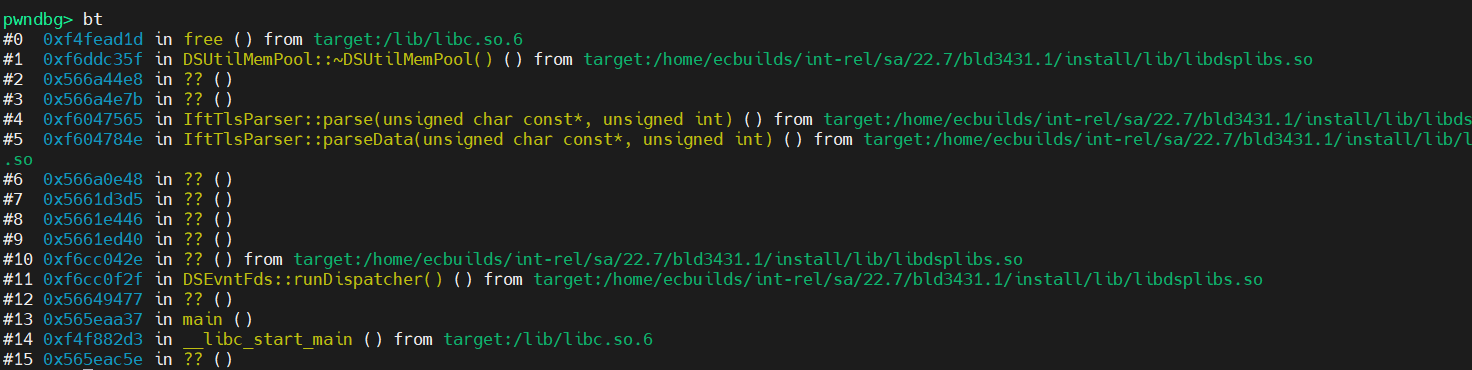 pwndbg> bt
#0  0xf4fead1d in free () from target:/lib/libc.so.6
#1  0xf6ddc35f in DSUtilMemPool::~DSUtilMemPool() () from target:/home/ecbuilds/int-rel/sa/22.7/bld3431.1/install/lib/libdsplibs.so
#2  0x566a44e8 in ?? ()
#3  0x566a4e7b in ?? ()
#4  0xf6047565 in IftTlsParser::parse(unsigned char const*, unsigned int) () from target:/home/ecbuilds/int-rel/sa/22.7/bld3431.1/install/lib/libds
#5  0xf604784e in IftTlsParser::parseData(unsigned char const*, unsigned int) () from target:/home/ecbuilds/int-rel/sa/22.7/bld3431.1/install/lib/l
.so
#6  0x566a0e48 in ?? ()
#7  0x5661d3d5 in ?? ()
#8  0x5661e446 in ?? ()
#9  0x5661ed40 in ?? ()
#10 0xf6cc042e in ?? () from target:/home/ecbuilds/int-rel/sa/22.7/bld3431.1/install/lib/libdsplibs.so
#11 0xf6cc0f2f in DSEvntFds::runDispatcher() () from target:/home/ecbuilds/int-rel/sa/22.7/bld3431.1/install/lib/libdsplibs.so
#12 0x56649477 in ?? ()
#13 0x565eaa37 in main ()
#14 0xf4f882d3 in __libc_start_main () from target:/lib/libc.so.6
#15 0x565eac5e in ?? ()